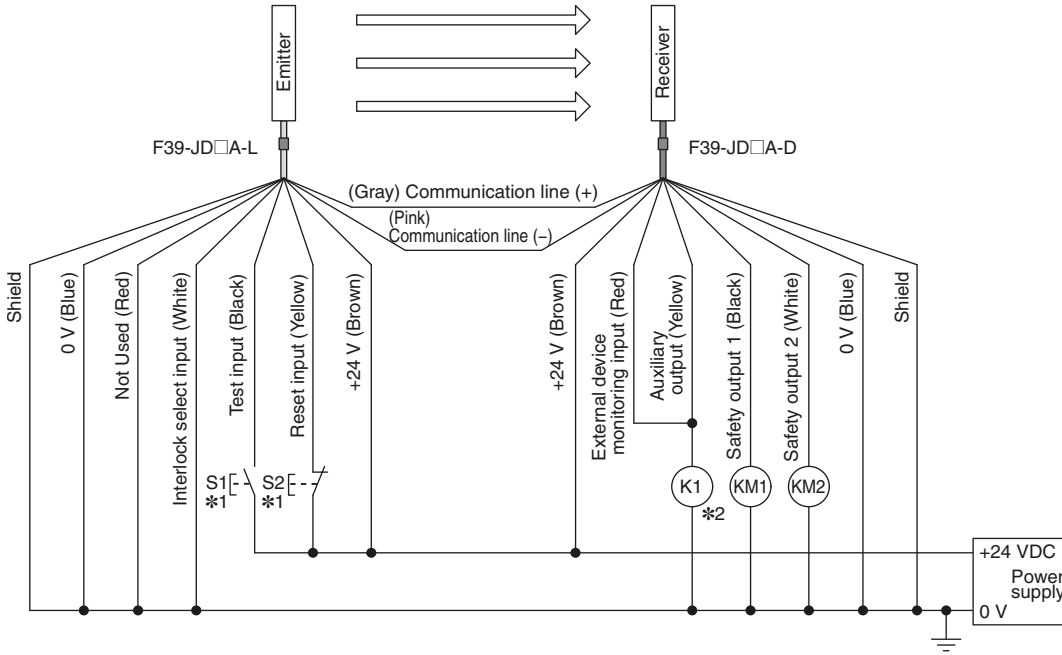 Emitter
Receiver
F39-JD□A-L
F39-JD□A-D
(Gray) Communication line (+)
(Pink)
Communication line (−)
Shield
0 V (Blue)
Not Used (Red)
Interlock select input (White)
Test input (Black)
Reset input (Yellow)
+24 V (Brown)
+24 V (Brown)
External device
monitoring input (Red)
Auxiliary
output (Yellow)
Safety output 1 (Black)
Safety output 2 (White)
0 V (Blue)
Shield
S1
✻1
S2
✻1
K1
✻2
KM1
KM2
+24 VDC
Power
supply
0 V